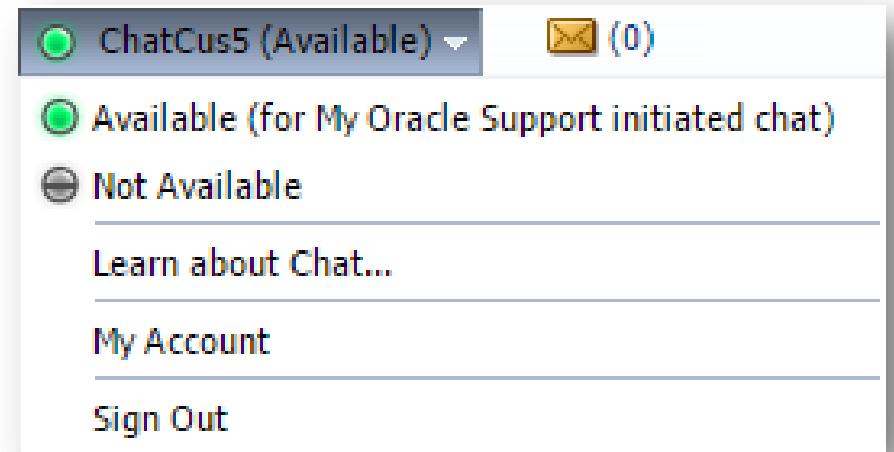 ChatCus5 (Available) (0)
Available (for My Oracle Support initiated chat)
Not Available
Learn about Chat...
My Account
Sign Out